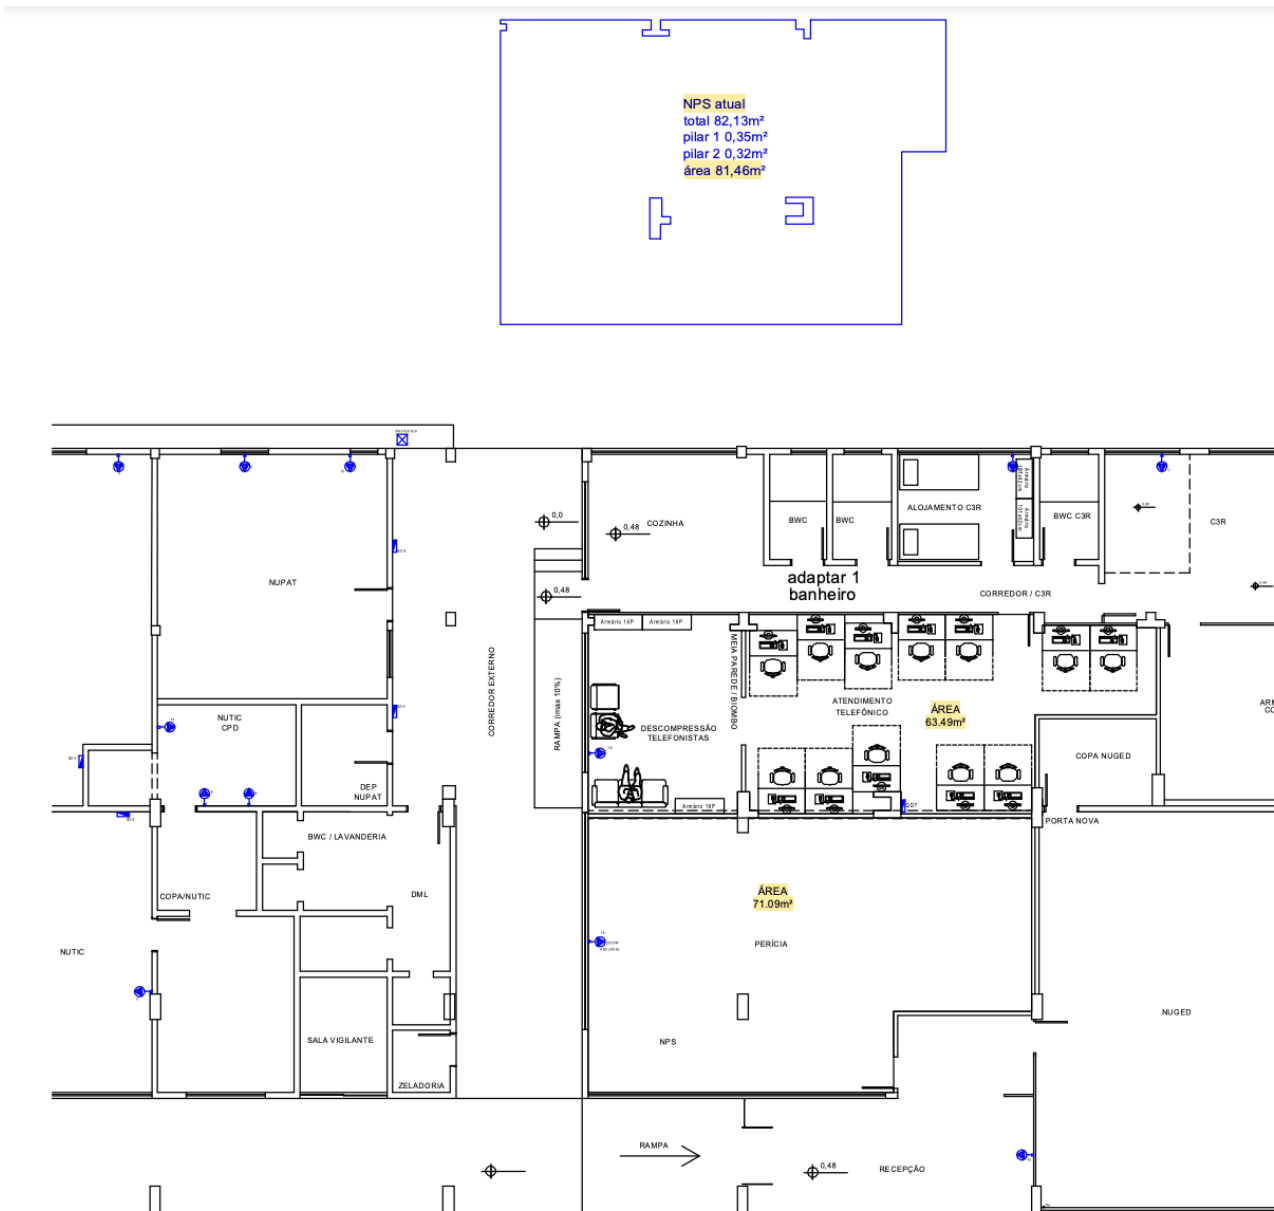 NPS atual
total 82,13m²
pilar 1 0,35m²
pilar 2 0,32m²
área 81,46m²
0,0
0,48
COZINHA
BWC
BWC
ALOJAMENTO C3R
Armário
Armário
BWC C3R
C3R
NUPAT
0,48
adaptar 1
banheiro
CORREDOR / C3R
Armário 16P
Armário 16P
MEIA PAREDE / BIOMBO
CORREDOR EXTERNO
RAMPA (imax 10%)
DESCOMPRESSÃO
TELEFONISTAS
ATENDIMENTO
TELEFÔNICO
ÁREA
63.49m²
NUTIC
CPD
COPA NUGED
DEP
NUPAT
Armário 16P
QD7
PORTA NOVA
BWC / LAVANDERIA
COPA/NUTIC
DML
ÁREA
71.09m²
PERÍCIA
NUTIC
NPS
NUGED
SALA VIGILANTE
ZELADORIA
RAMPA
0,48
RECEPÇÃO